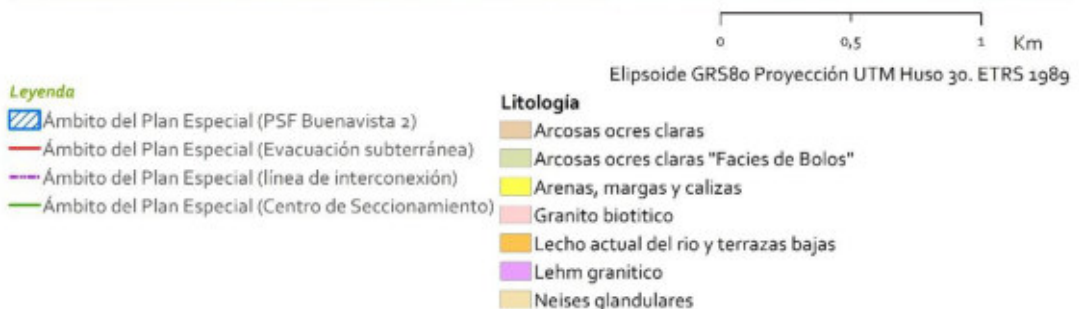 0 0,5 1 Km
Elipsoide GRS80 Proyección UTM Huso 30. ETRS 1989
Leyenda
Ámbito del Plan Especial (PSF Buenavista 2)
Ámbito del Plan Especial (Evacuación subterránea)
Ámbito del Plan Especial (línea de interconexión)
Ámbito del Plan Especial (Centro de Seccionamiento)
Litología
Arcosas ocres claras
Arcosas ocres claras "Facies de Bolos"
Arenas, margas y calizas
Granito biotitico
Lecho actual del rio y terrazas bajas
Lehm granitico
Neises glandulares